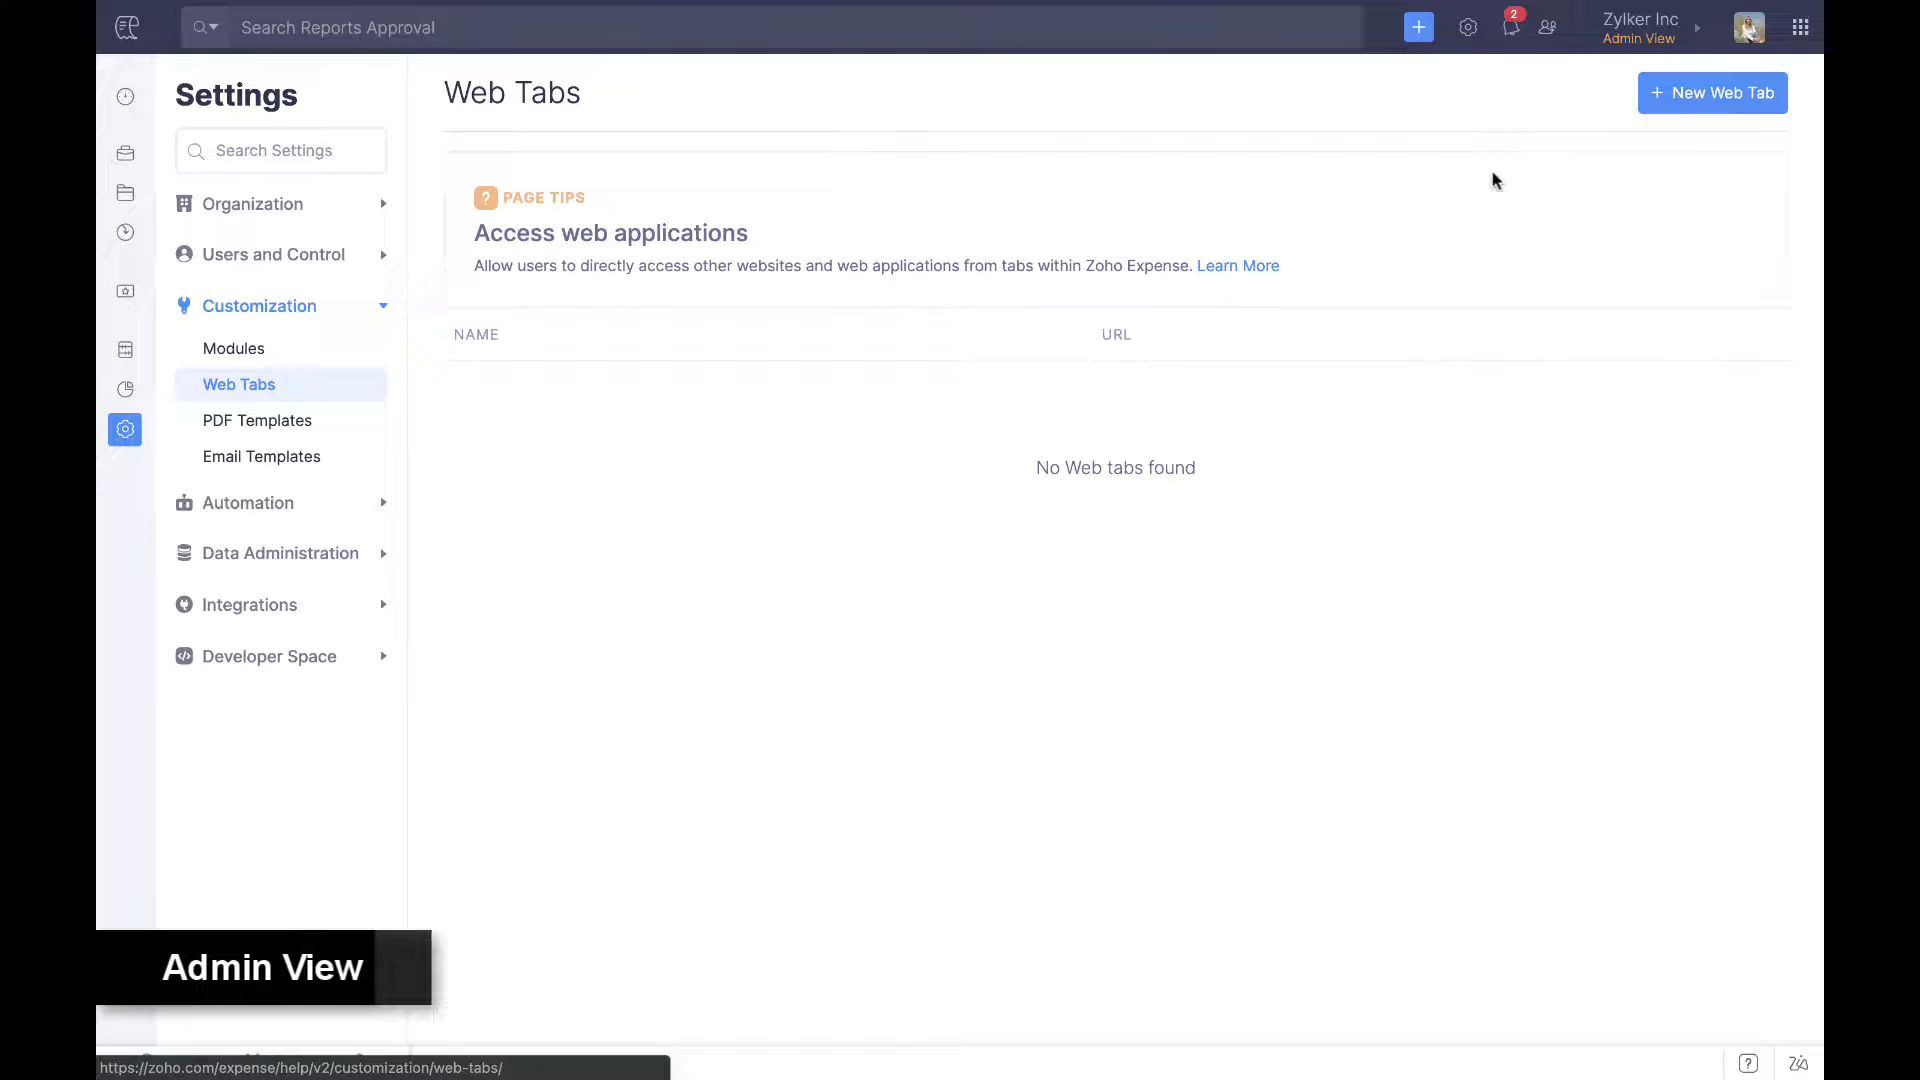 Search Reports Approval
2
Zylker Inc
Admin View
Settings
Search Settings
Organization
Users and Control
Customization
Modules
Web Tabs
PDF Templates
Email Templates
Automation
Data Administration
Integrations
Developer Space
Web Tabs
+ New Web Tab
? PAGE TIPS
Access web applications
Allow users to directly access other websites and web applications from tabs within Zoho Expense. Learn More
NAME URL
No Web tabs found
Admin View
https://zoho.com/expense/help/v2/customization/web-tabs/
?